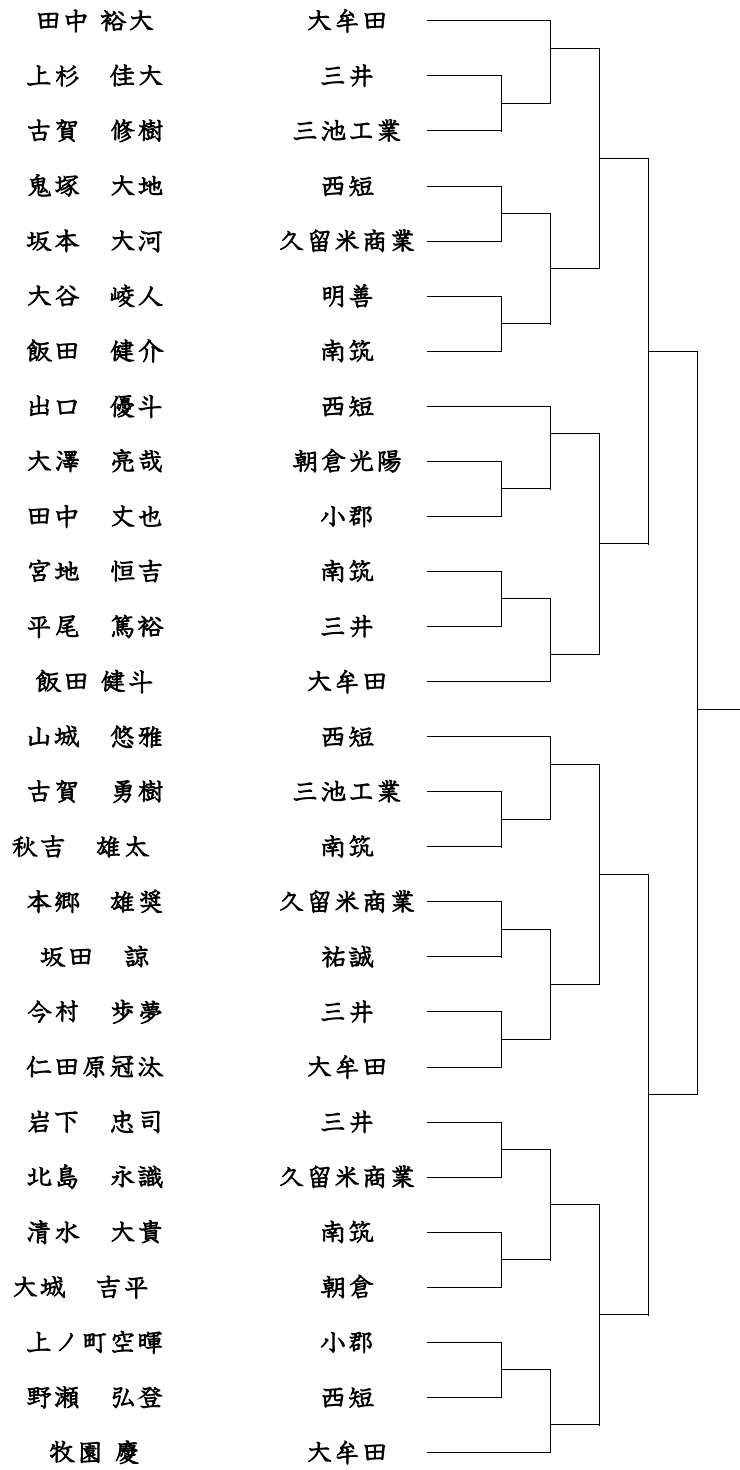 田中 裕大 大牟田
上杉 佳大 三井
古賀 修樹 三池工業
鬼塚 大地 西短
坂本 大河 久留米商業
大谷 崚人 明善
飯田 健介 南筑
出口 優斗 西短
大澤 亮哉 朝倉光陽
田中 丈也 小郡
宮地 恒吉 南筑
平尾 篤裕 三井
飯田 健斗 大牟田
山城 悠雅 西短
古賀 勇樹 三池工業
秋吉 雄太 南筑
本郷 雄奨 久留米商業
坂田 諒 祐誠
今村 歩夢 三井
仁田原冠汰 大牟田
岩下 忠司 三井
北島 永識 久留米商業
清水 大貴 南筑
大城 吉平 朝倉
上ノ町空暉 小郡
野瀬 弘登 西短
牧園 慶 大牟田